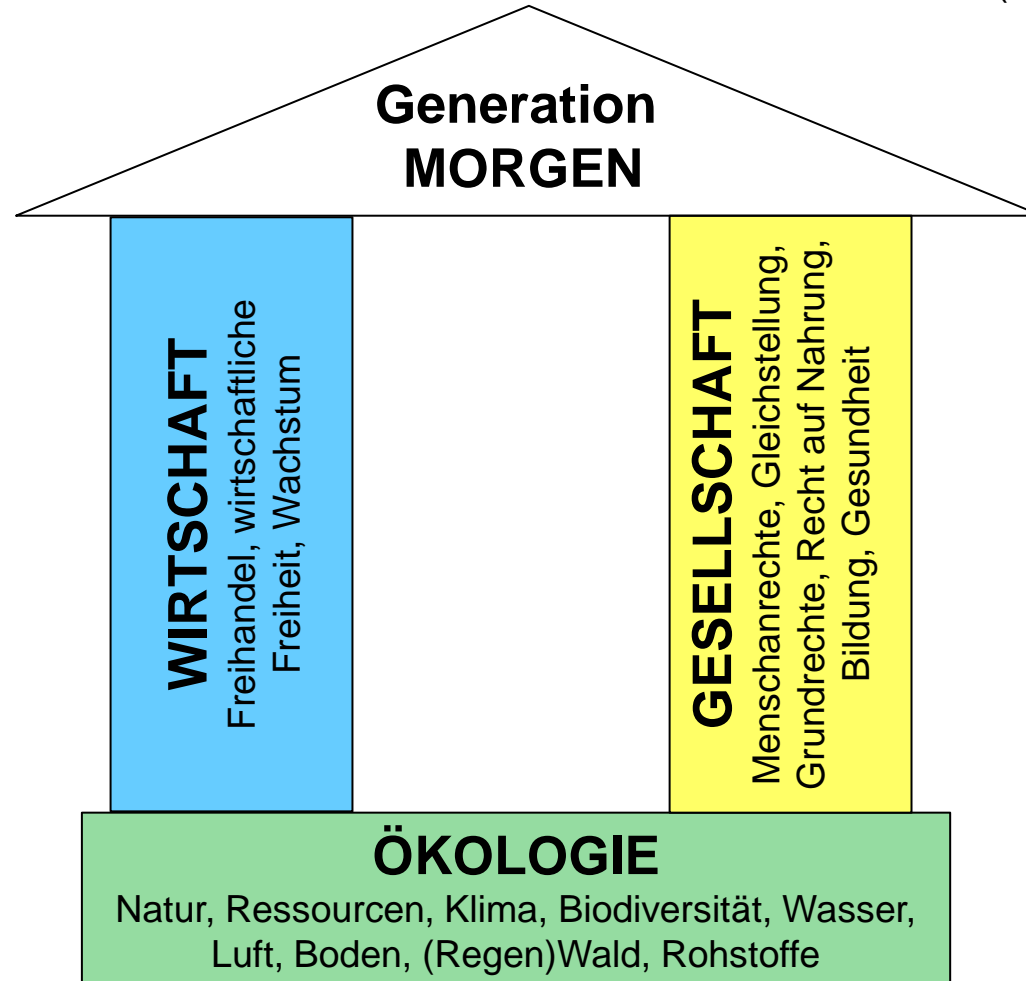 Generation
MORGEN
WIRTSCHAFT
Freihandel, wirtschaftliche
Freiheit, Wachstum
GESELLSCHAFT
Menschanrechte, Gleichstellung,
Grundrechte, Recht auf Nahrung,
Bildung, Gesundheit
ÖKOLOGIE
Natur, Ressourcen, Klima, Biodiversität, Wasser,
Luft, Boden, (Regen)Wald, Rohstoffe